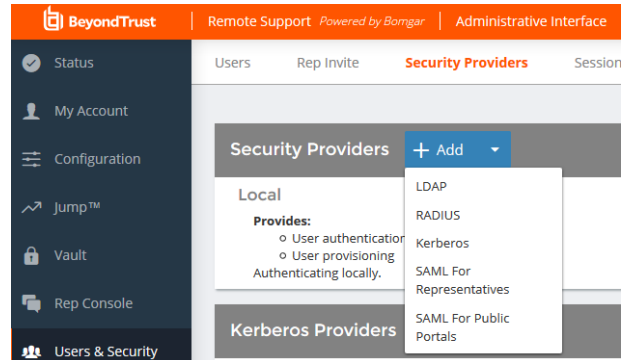 BeyondTrust
Remote Support Powered by Bomgar
Administrative Interface
Status
My Account
Configuration
Jump™
Vault
Rep Console
Users & Security
Users
Rep Invite
Security Providers
Session
Security Providers
+ Add
LDAP
RADIUS
Kerberos
SAML For
Representatives
SAML For Public
Portals
Local
Provides:
User authentication
User provisioning
Authenticating locally.
Kerberos Providers